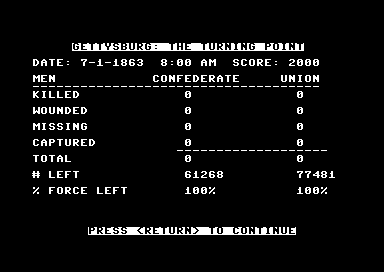 GETTYSBURG: THE TURNING POINT
DATE: 7-1-1863 8:00 AM SCORE: 2000
MEN CONFEDERATE UNION
KILLED 0 0
WOUNDED 0 0
MISSING 0 0
CAPTURED 0 0
TOTAL 0 0
# LEFT 61268 77481
% FORCE LEFT 100% 100%
PRESS <RETURN> TO CONTINUE